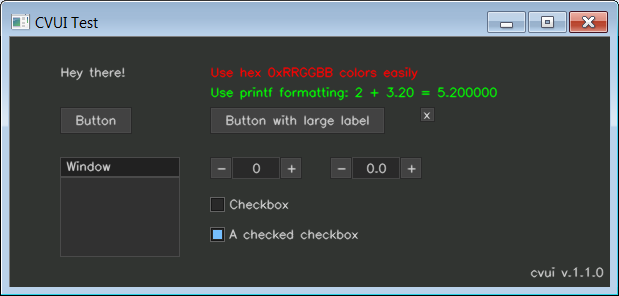 CVUI Test
Hey there!
Use hex 0xRRGGBB colors easily
Use printf formatting: 2 + 3.20 = 5.200000
Button
Button with large label
x
Window
- 0 +
- 0.0 +
Checkbox
A checked checkbox
cvui v.1.1.0